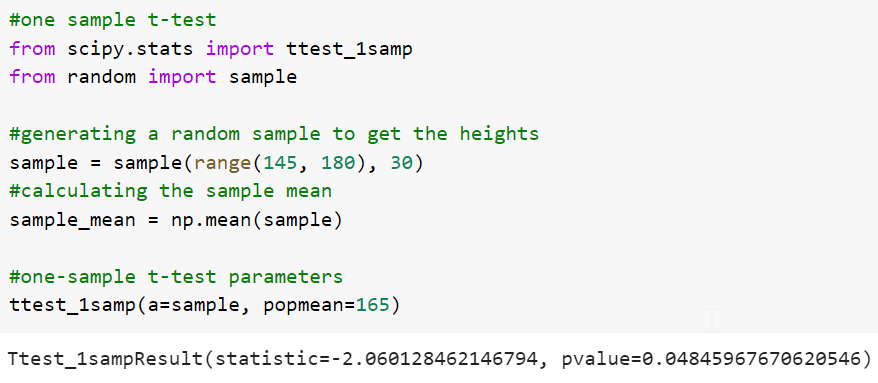 #one sample t-test
from scipy.stats import ttest_1samp
from random import sample
#generating a random sample to get the heights
sample = sample(range(145, 180), 30)
#calculating the sample mean
sample_mean = np.mean(sample)
#one-sample t-test parameters
ttest_1samp(a=sample, popmean=165)
Ttest_1sampResult(statistic=-2.060128462146794, pvalue=0.04845967670620546)